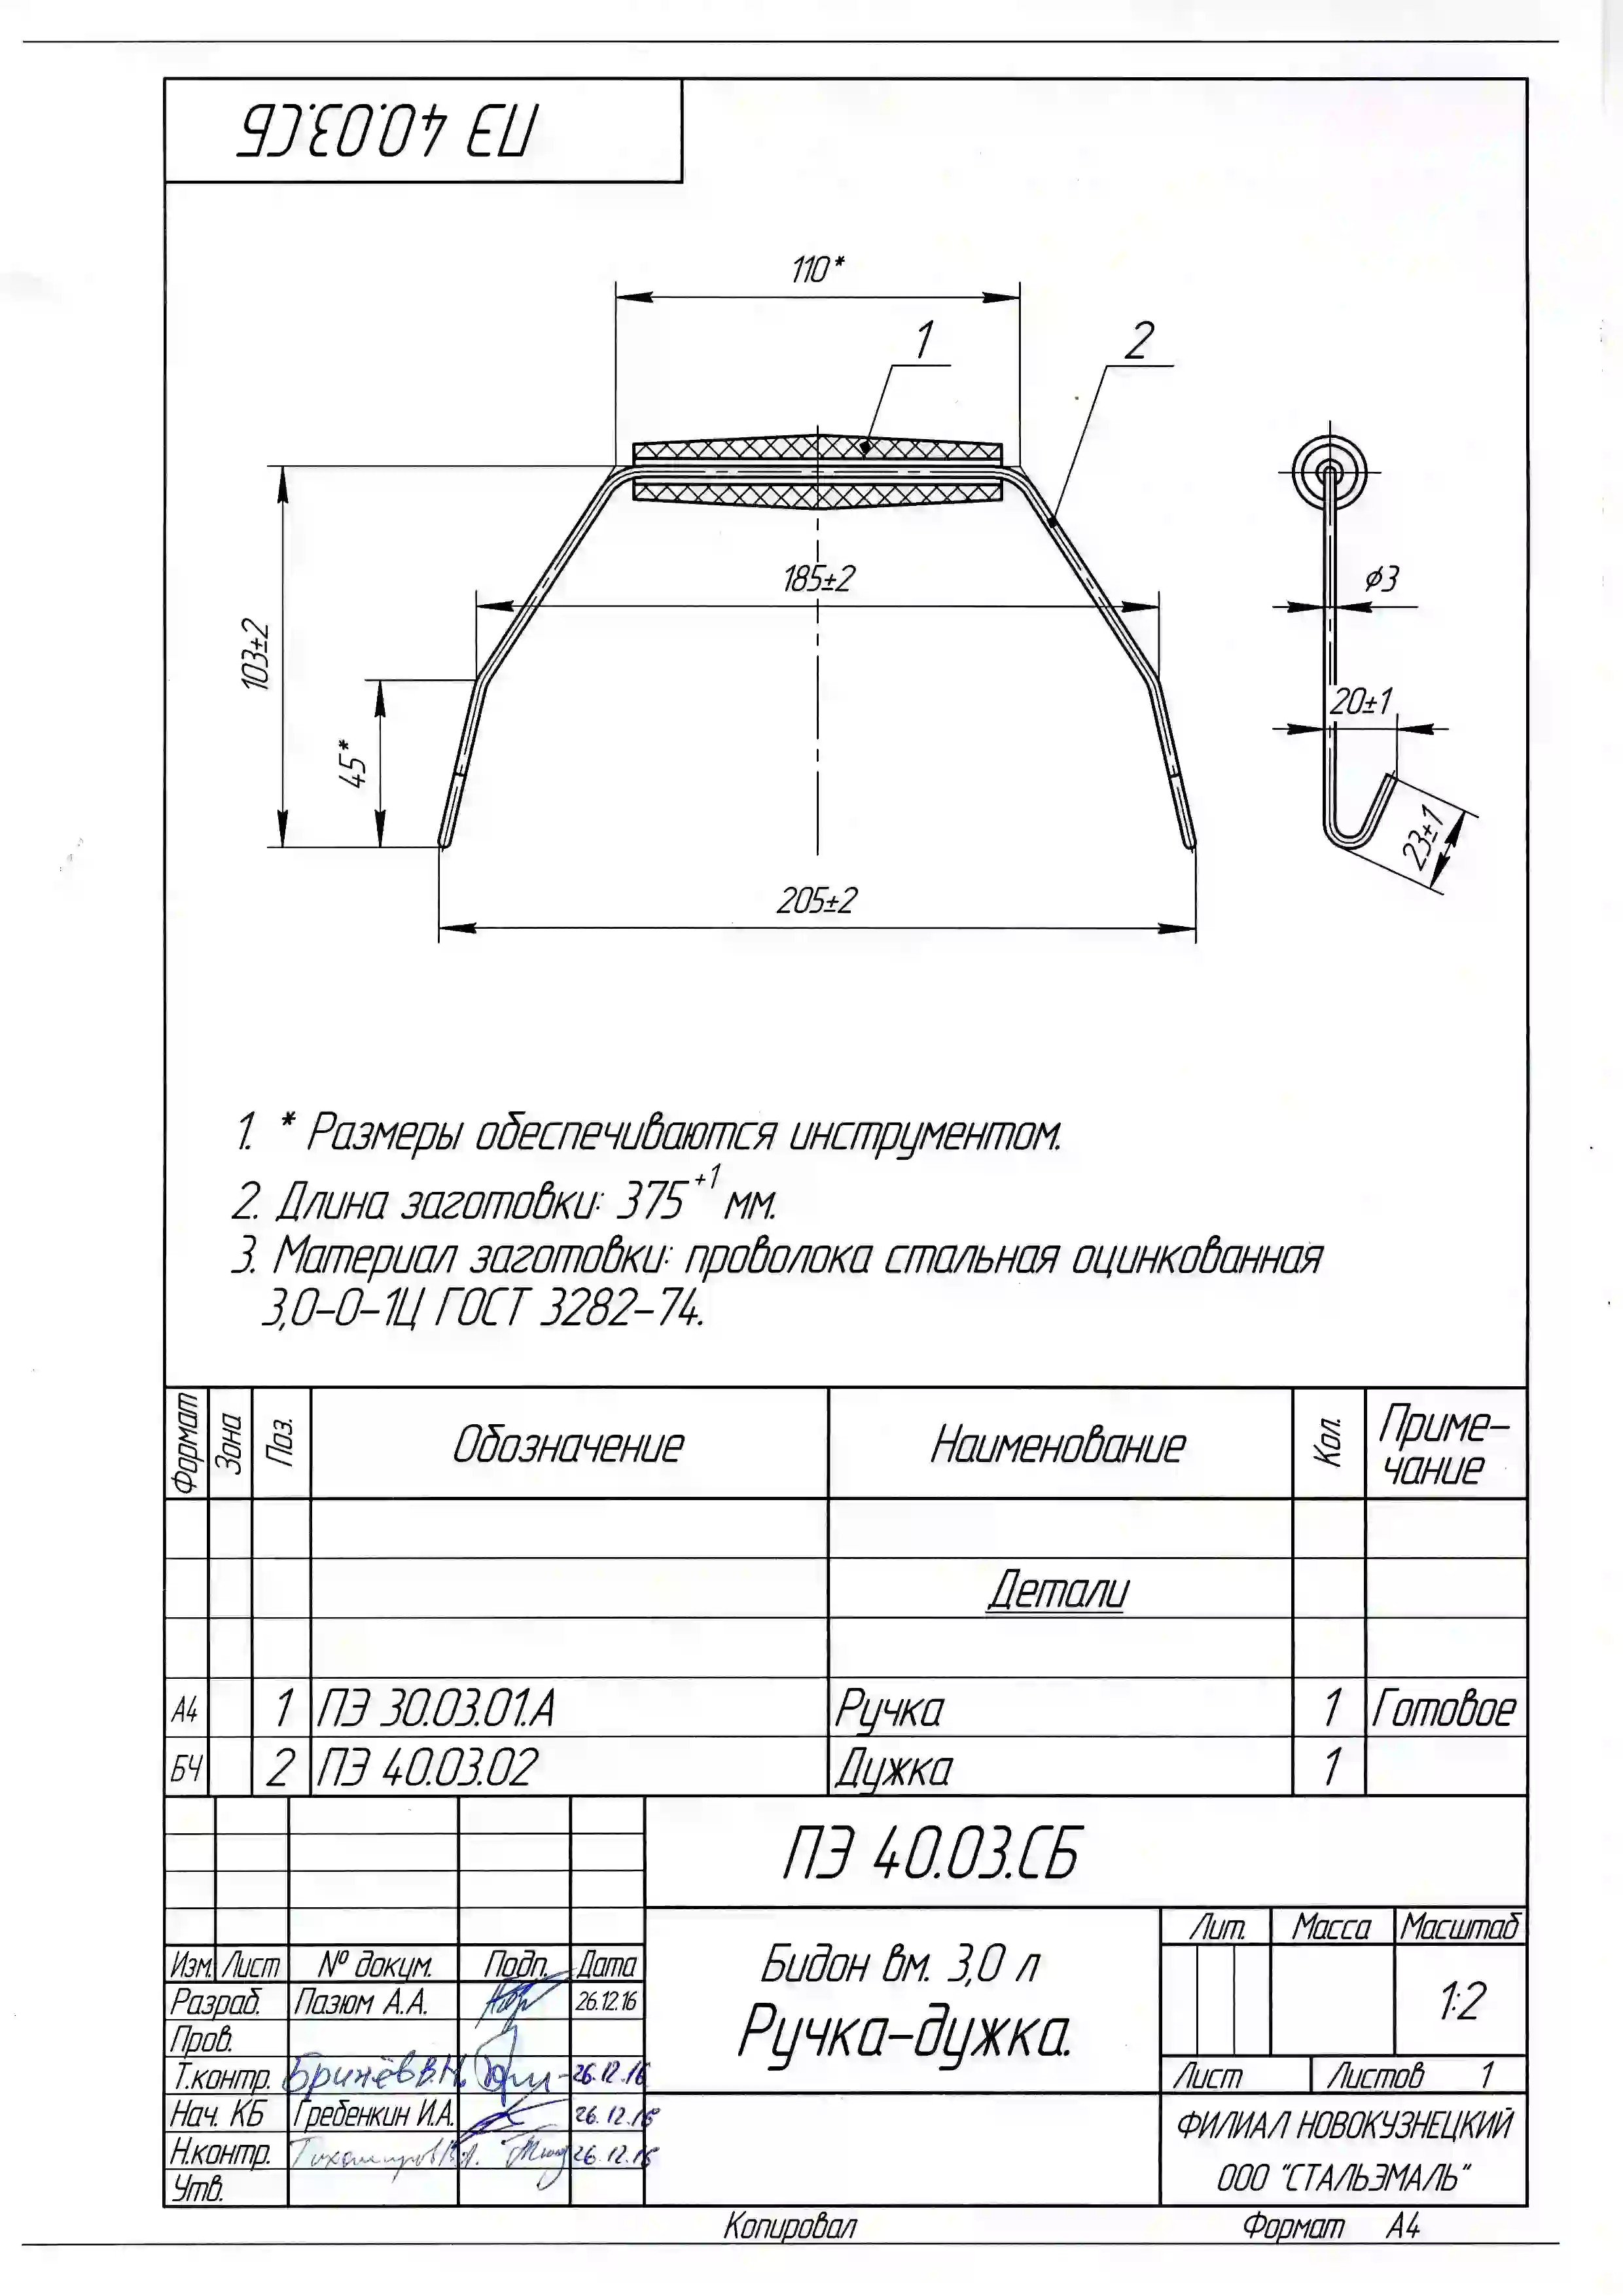 ПЭ 40.03.СБ
110*
1
2
185±2
103±2
45*
205±2
⌀3
20±1
23±1
1. * Размеры обеспечиваются инструментом.
2. Длина заготовки: 375⁺¹ мм.
3. Материал заготовки: проволока стальная оцинкованная
3,0-0-1Ц ГОСТ 3282-74.
Формат Зона Поз. Обозначение Наименование Кол. Приме-
чание
Детали
А4 1 ПЭ 30.03.01.А Ручка 1 Готовое
БЧ 2 ПЭ 40.03.02 Дужка 1
ПЭ 40.03.СБ
Изм. Лист № докум. Подп. Дата
Разраб. Пазюм А.А. 26.12.16
Пров.
Т.контр. 26.12.16
Нач. КБ Гребенкин И.А. 26.12.16
Н.контр. 26.12.16
Утв.
Бидон вм. 3,0 л
Ручка-дужка.
Лит. Масса Масштаб
1:2
Лист Листов 1
ФИЛИАЛ НОВОКУЗНЕЦКИЙ
ООО "СТАЛЬЭМАЛЬ"
Копировал Формат А4